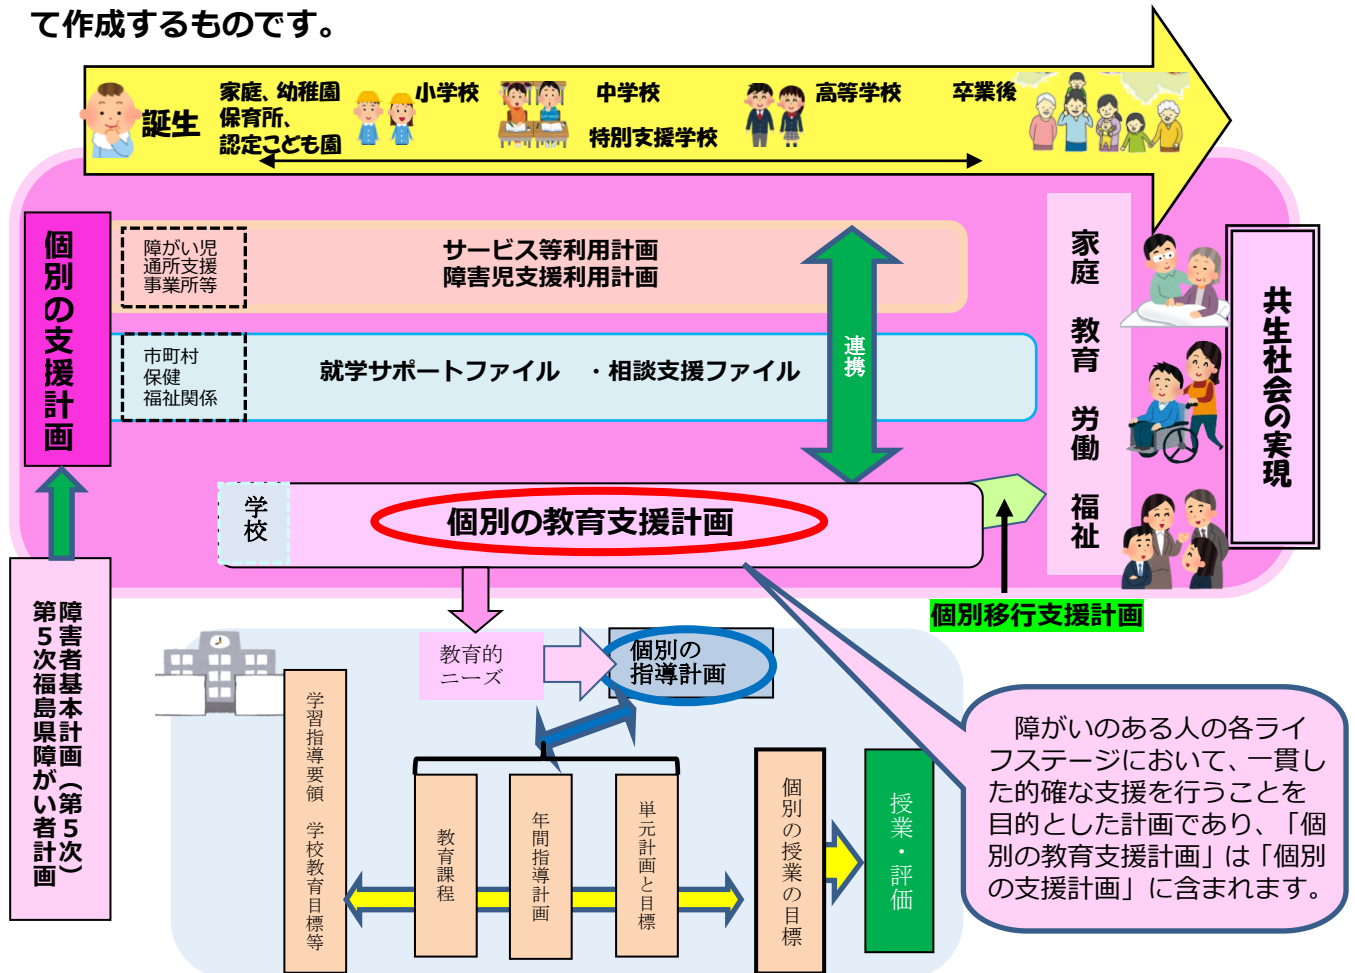 て作成するものです。
誕生
家庭、幼稚園
保育所、
認定こども園
小学校
中学校
特別支援学校
高等学校
卒業後
個別の支援計画
障がい児
通所支援
事業所等
サービス等利用計画
障害児支援利用計画
市町村
保健
福祉関係
就学サポートファイル ・相談支援ファイル
連携
学校
個別の教育支援計画
家庭 教育 労働 福祉
共生社会の実現
個別移行支援計画
障害者基本計画（第5次）
第5次福島県障がい者計画
教育的
ニーズ
個別の
指導計画
学習指導要領 学校教育目標等
教育課程
年間指導計画
単元計画と目標
個別の授業の目標
授業・評価
障がいのある人の各ライ
フステージにおいて、一貫し
た的確な支援を行うことを
目的とした計画であり、「個
別の教育支援計画」は「個別
の支援計画」に含まれます。